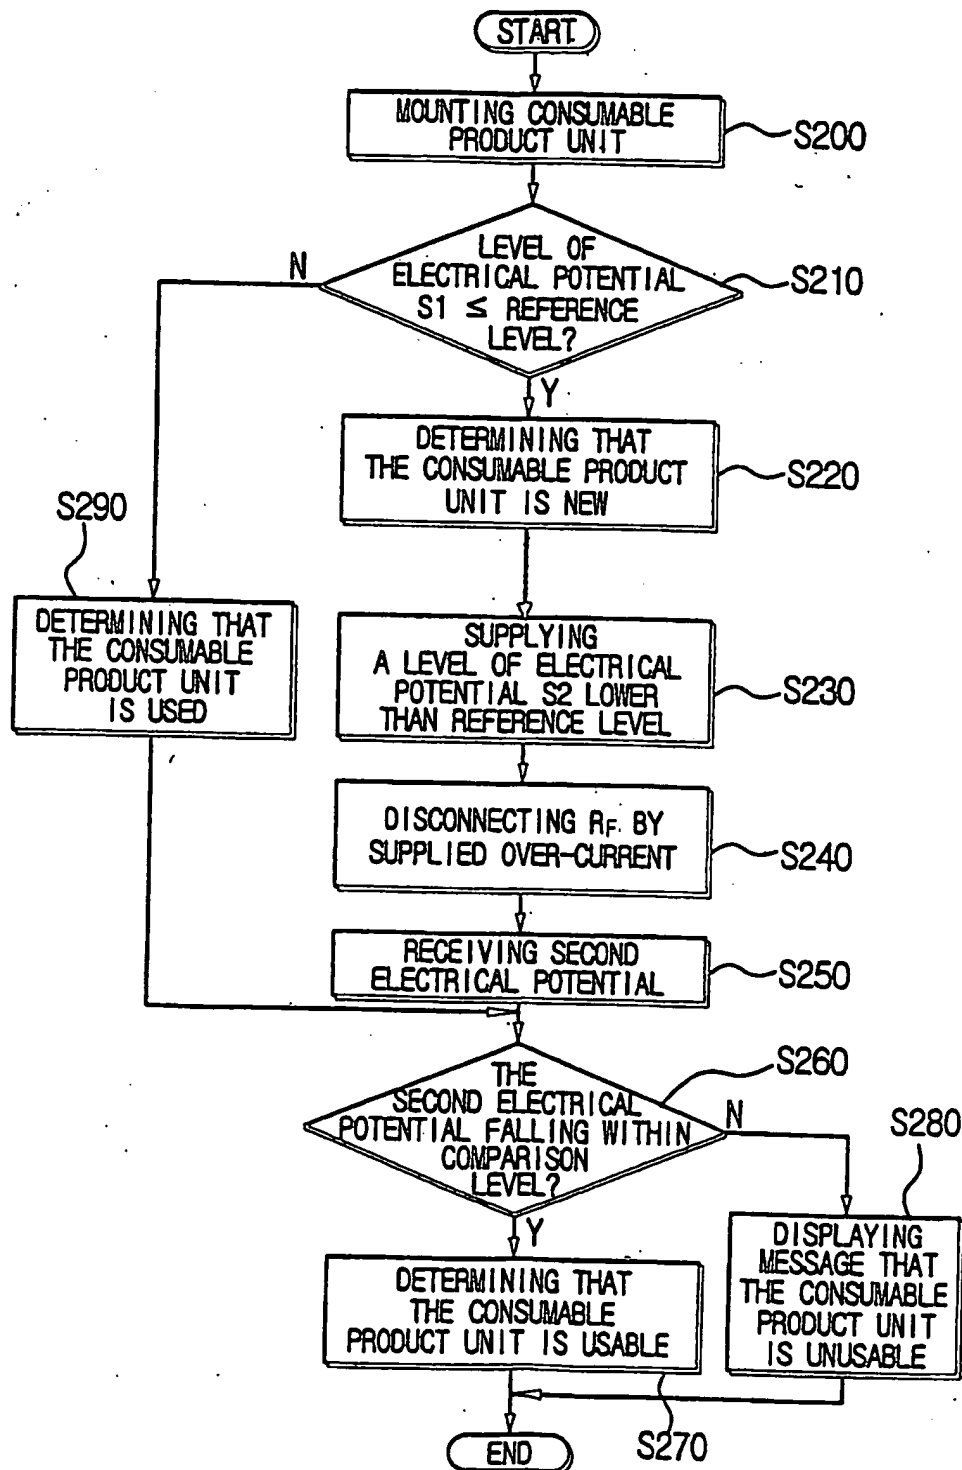 START
MOUNTING CONSUMABLE
PRODUCT UNIT
S200
LEVEL OF
ELECTRICAL POTENTIAL
S1 ≤ REFERENCE
LEVEL?
S210
N
Y
DETERMINING THAT
THE CONSUMABLE PRODUCT
UNIT IS NEW
S220
S290
DETERMINING THAT
THE CONSUMABLE
PRODUCT UNIT
IS USED
SUPPLYING
A LEVEL OF ELECTRICAL
POTENTIAL S2 LOWER
THAN REFERENCE LEVEL
S230
DISCONNECTING RF BY
SUPPLIED OVER-CURRENT
S240
RECEIVING SECOND
ELECTRICAL POTENTIAL
S250
THE
SECOND ELECTRICAL
POTENTIAL FALLING WITHIN
COMPARISON
LEVEL?
S260
N
Y
S280
DISPLAYING
MESSAGE THAT
THE CONSUMABLE
PRODUCT UNIT
IS UNUSABLE
DETERMINING THAT
THE CONSUMABLE
PRODUCT UNIT IS USABLE
S270
END